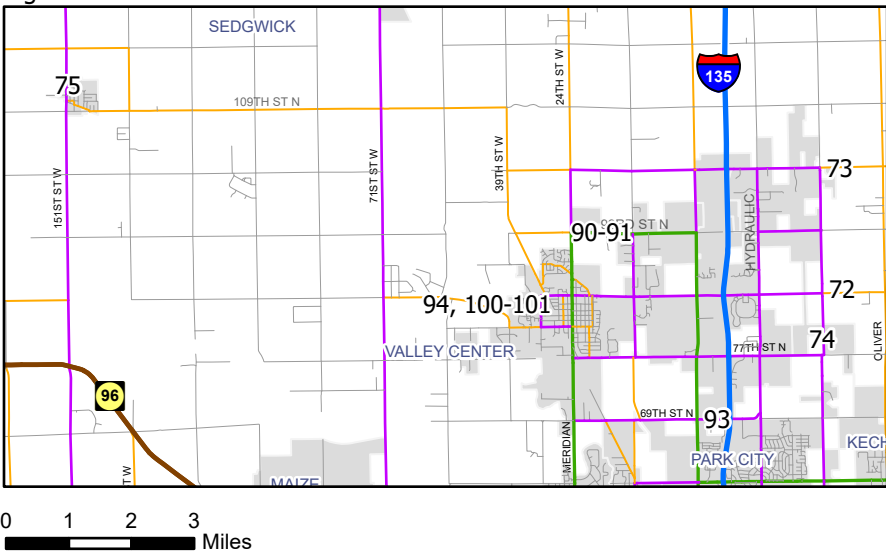 SEDGWICK
135
75
109TH ST N
24TH ST W
39TH ST W
71ST ST W
151ST ST W
73
HYDRAULIC
90-91
RD ST N
72
94, 100-101
74
77TH ST N
VALLEY CENTER
OLIVER
96
69TH ST N
93
MERIDIAN
KECH
PARK CITY
T W
MAIZE
0 1 2 3
Miles